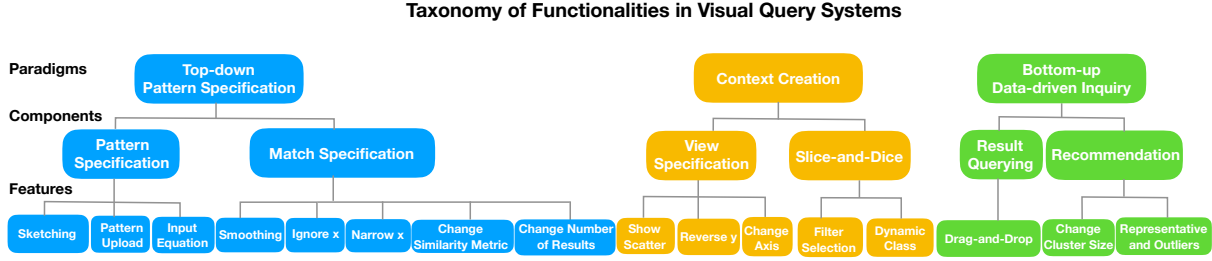 Taxonomy of Functionalities in Visual Query Systems
Paradigms
Top-down
Pattern Specification
Context Creation
Bottom-up
Data-driven Inquiry
Components
Pattern
Specification
Match Specification
View
Specification
Slice-and-Dice
Result
Querying
Recommendation
Features
Sketching
Pattern
Upload
Input
Equation
Smoothing
Ignore x
Narrow x
Change
Similarity Metric
Change Number
of Results
Show
Scatter
Reverse y
Change
Axis
Filter
Selection
Dynamic
Class
Drag-and-Drop
Change
Cluster Size
Representative
and Outliers